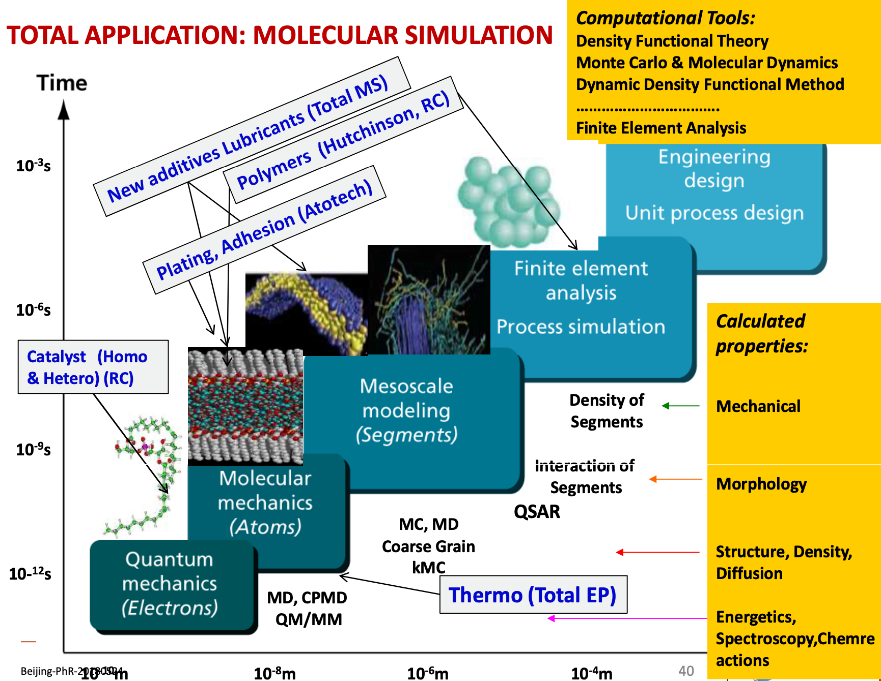 TOTAL APPLICATION: MOLECULAR SIMULATION
Computational Tools:
Density Functional Theory
Monte Carlo & Molecular Dynamics
Dynamic Density Functional Method
……………………………….
Finite Element Analysis
Time
New additives Lubricants (Total MS)
Polymers (Hutchinson, RC)
Plating, Adhesion (Atotech)
10-3s
Engineering
design
Unit process design
Finite element
analysis
Process simulation
10-6s
Calculated
properties:
Catalyst (Homo
& Hetero) (RC)
Mesoscale
modeling
(Segments)
Density of
Segments
Mechanical
10-9s
Interaction of
Segments
Morphology
Molecular
mechanics
(Atoms)
QSAR
MC, MD
Coarse Grain
kMC
Structure, Density,
Diffusion
Quantum
mechanics
(Electrons)
10-12s
MD, CPMD
QM/MM
Thermo (Total EP)
Energetics,
Spectroscopy,Chemre
actions
Beijing-PhR-
10-8m
10-6m
10-4m
40